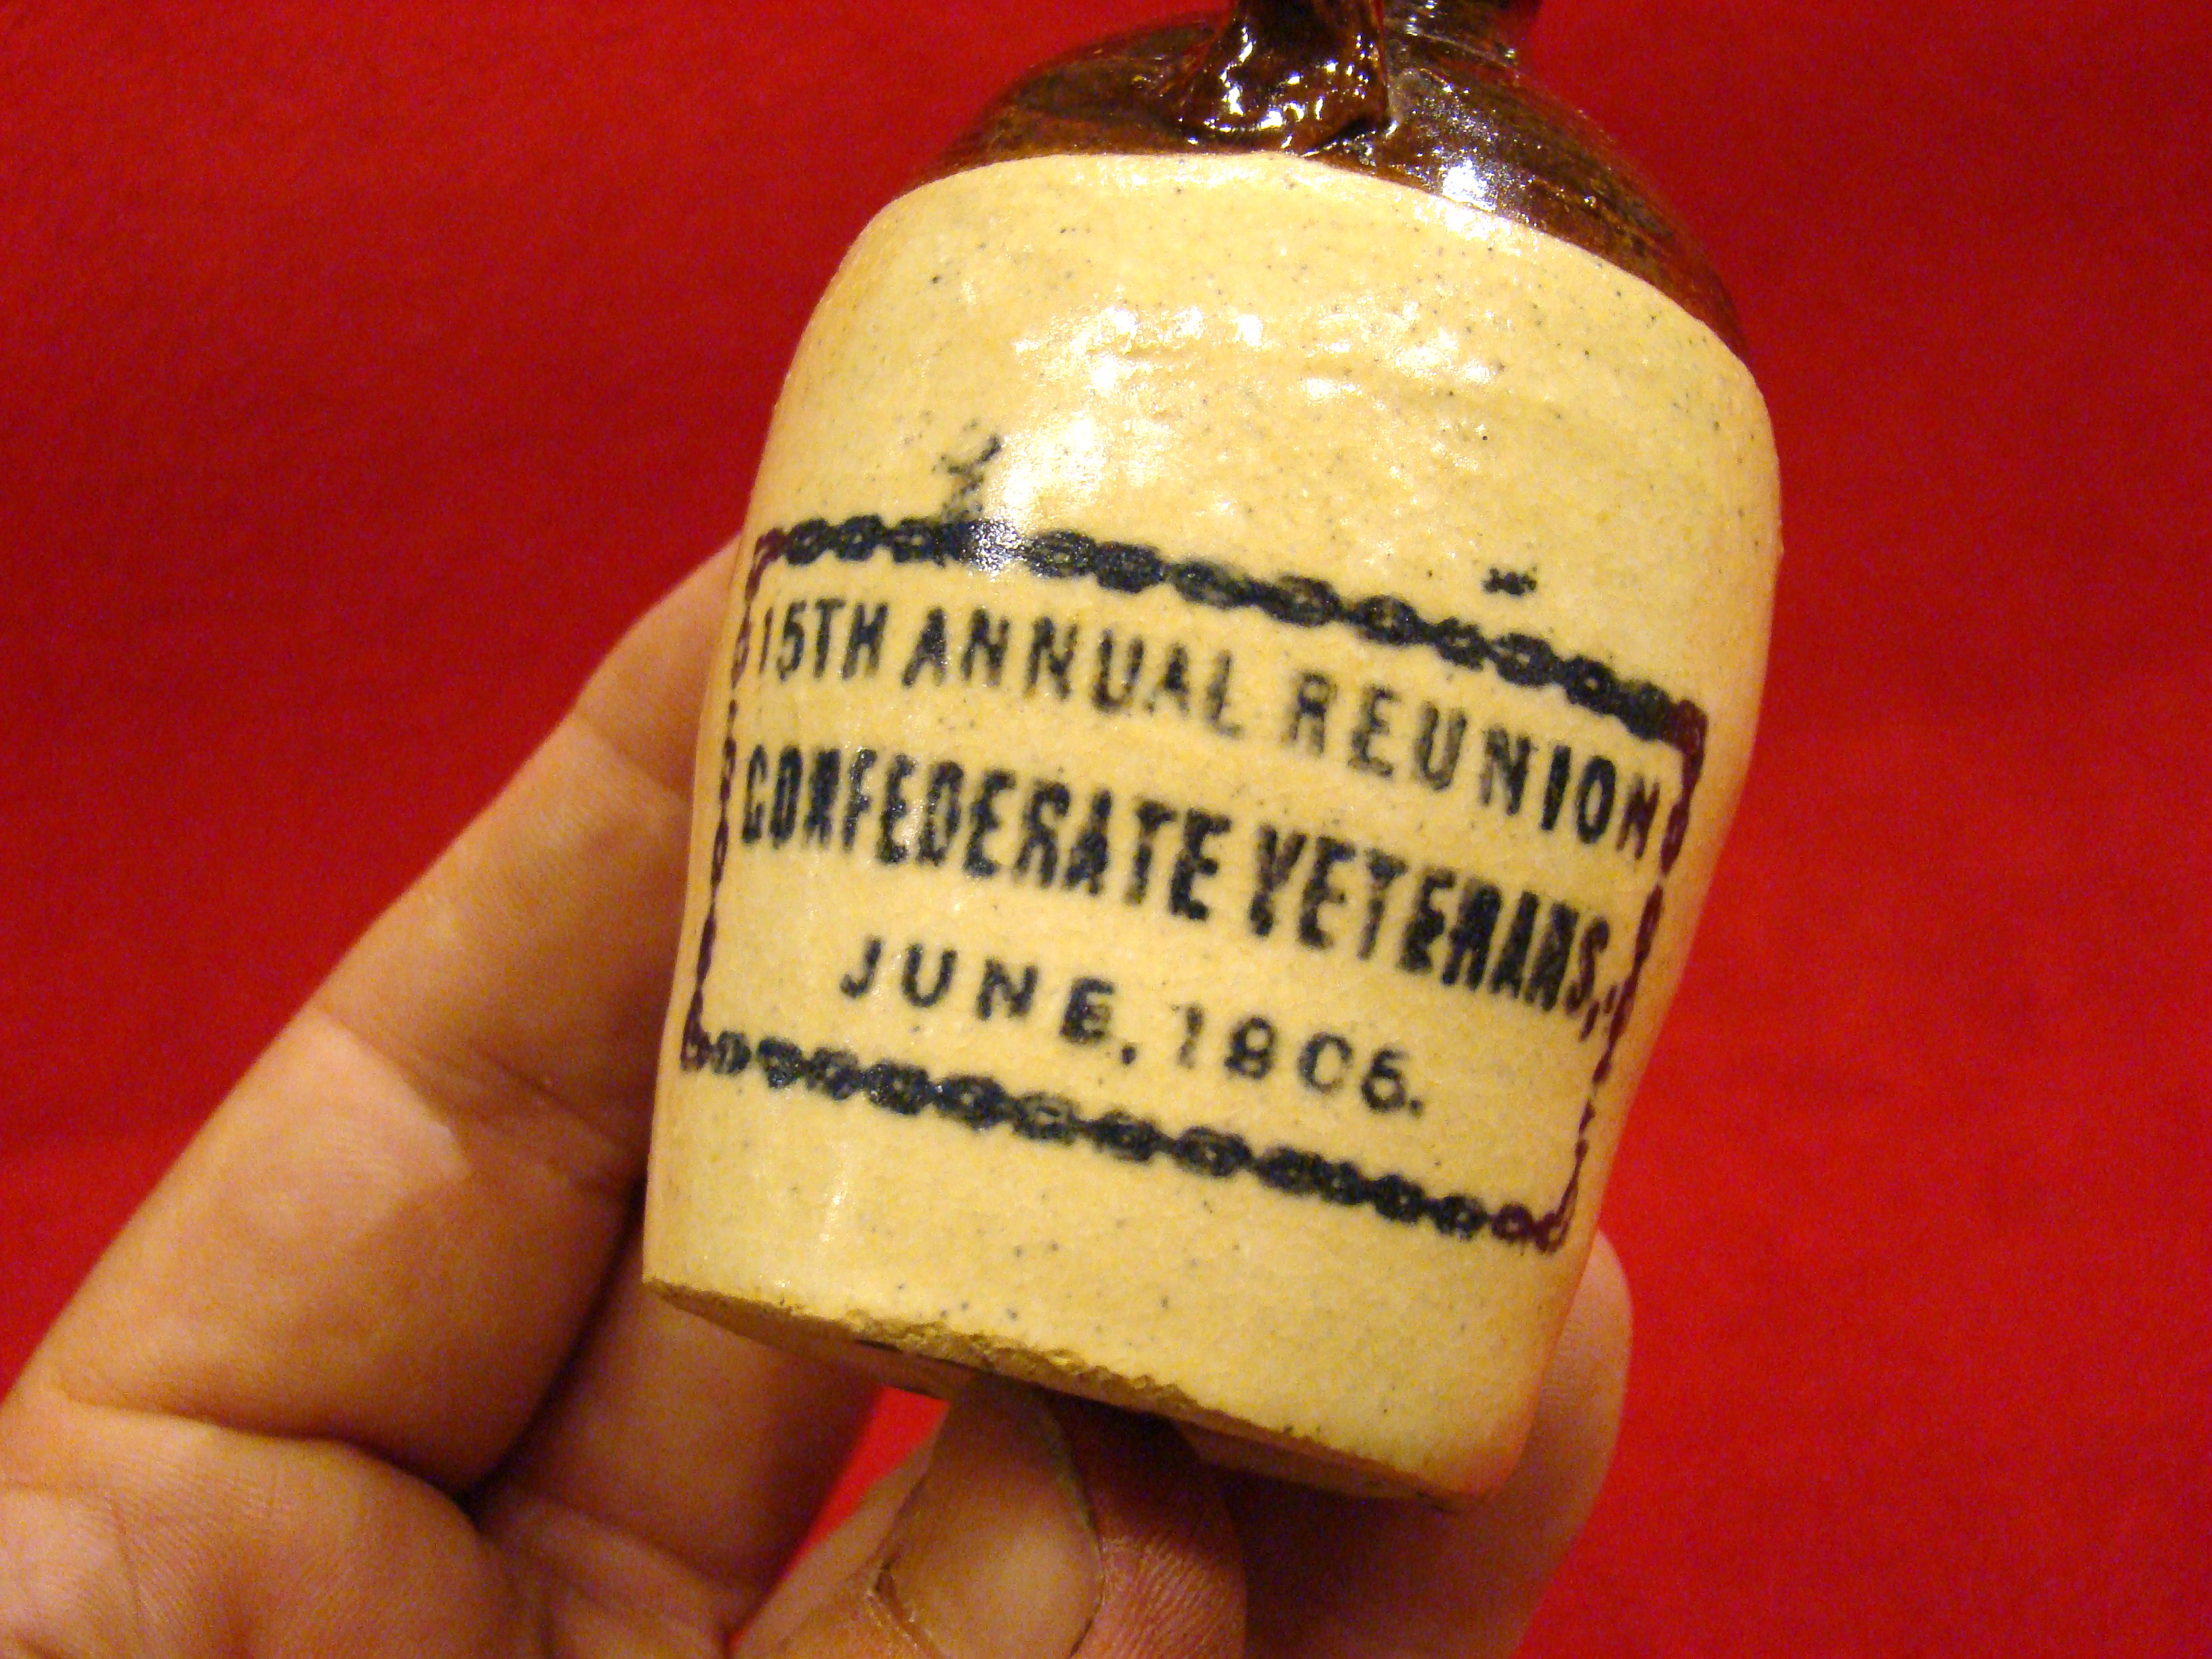 15TH ANNUAL REUNION
CONFEDERATE VETERANS,
JUNE, 1905.